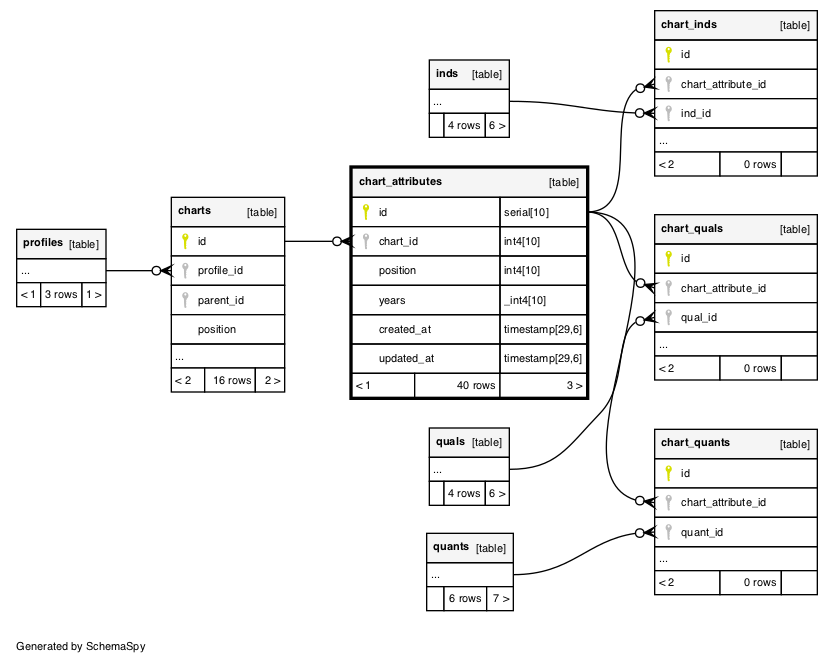 chart_inds [table]
id
chart_attribute_id
ind_id
...
< 2 0 rows
inds [table]
...
4 rows 6 >
chart_attributes [table]
id serial[10]
chart_id int4[10]
position int4[10]
years _int4[10]
created_at timestamp[29,6]
updated_at timestamp[29,6]
< 1 40 rows 3 >
charts [table]
id
profile_id
parent_id
position
...
< 2 16 rows 2 >
profiles [table]
...
< 1 3 rows 1 >
chart_quals [table]
id
chart_attribute_id
qual_id
...
< 2 0 rows
quals [table]
...
4 rows 6 >
chart_quants [table]
id
chart_attribute_id
quant_id
...
< 2 0 rows
quants [table]
...
6 rows 7 >
Generated by SchemaSpy